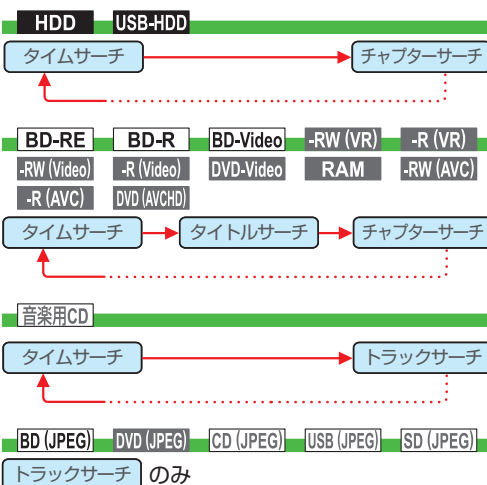 HDD USB-HDD
タイムサーチ チャプターサーチ
BD-RE BD-R BD-Video -RW (VR) -R (VR)
-RW (Video) -R (Video) DVD-Video RAM -RW (AVC)
-R (AVC) DVD (AVCHD)
タイムサーチ タイトルサーチ チャプターサーチ
音楽用CD
タイムサーチ トラックサーチ
BD (JPEG) DVD (JPEG) CD (JPEG) USB (JPEG) SD (JPEG)
トラックサーチ のみ